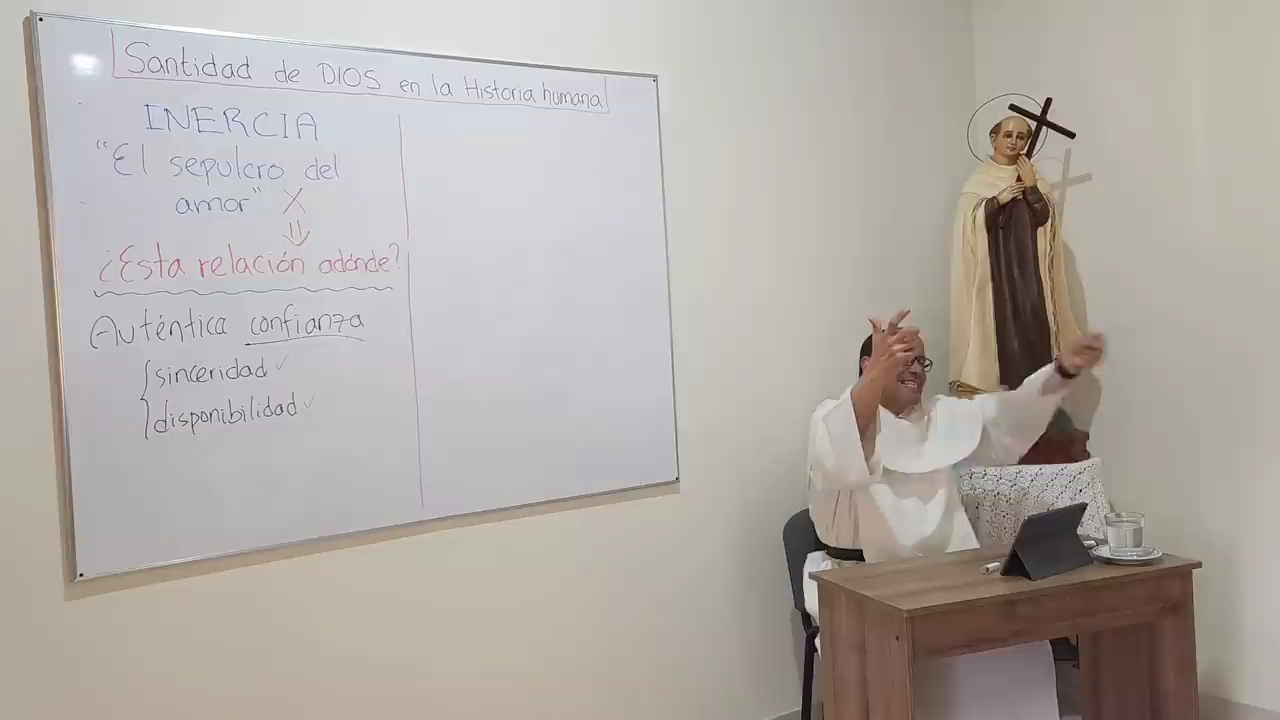 Santidad de DIOS en la Historia humana
INERCIA
"El sepulcro del
amor" X
¿Esta relación adónde?
Auténtica confianza
sinceridad ✓
disponibilidad ✓